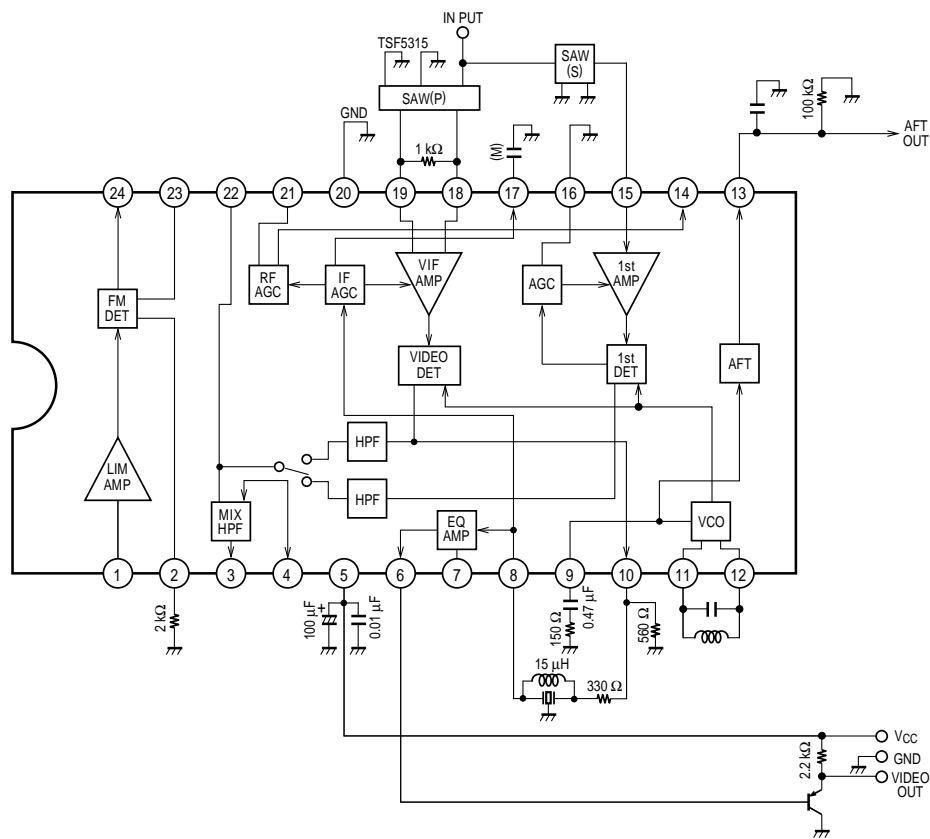 IN PUT
TSF5315
SAW
(S)
SAW(P)
GND
1 kΩ
(M)
100 kΩ
AFT
OUT
24
23
22
21
20
19
18
17
16
15
14
13
RF
AGC
IF
AGC
VIF
AMP
AGC
1st
AMP
FM
DET
VIDEO
DET
1st
DET
AFT
HPF
HPF
LIM
AMP
MIX
HPF
EQ
AMP
VCO
1
2
3
4
5
6
7
8
9
10
11
12
2 kΩ
100 µF
+
0.01 µF
150 Ω
0.47 µF
560 Ω
15 µH
330 Ω
VCC
2.2 kΩ
GND
VIDEO
OUT